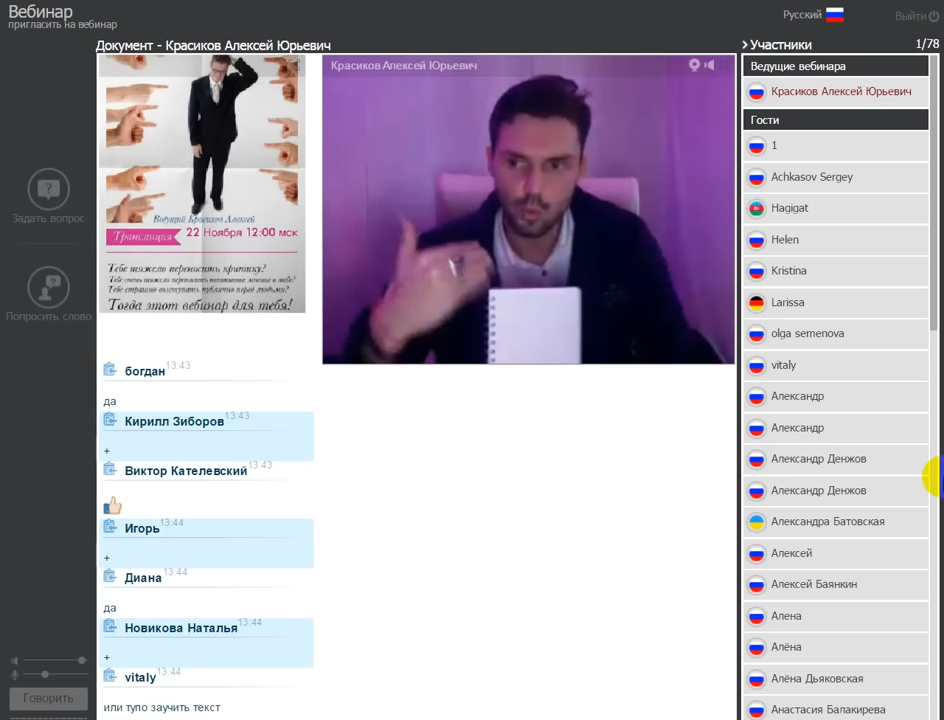 Вебинар
пригласить на вебинар
Русский
Выйти
Документ - Красиков Алексей Юрьевич
Участники
1/78
Задать вопрос
Попросить слово
Говорить
Ведущий Красиков Алексей
Трансляция 22 Ноября 12:00 мск
Тебе тяжело переносить критику?
Тебе страшно выступать публично перед людьми?
Тогда этот вебинар для тебя!
Красиков Алексей Юрьевич
богдан 13:43
да
Кирилл Зиборов 13:43
+
Виктор Кателевский 13:43
Игорь 13:44
+
Диана 13:44
да
Новикова Наталья 13:44
+
vitaly 13:44
или тупо заучить текст
Ведущие вебинара
Красиков Алексей Юрьевич
Гости
1
Achkasov Sergey
Hagigat
Helen
Kristina
Larissa
olga semenova
vitaly
Александр
Александр
Александр Денжов
Александр Денжов
Александра Батовская
Алексей
Алексей Баянкин
Алена
Алёна
Алёна Дьяковская
Анастасия Балакирева